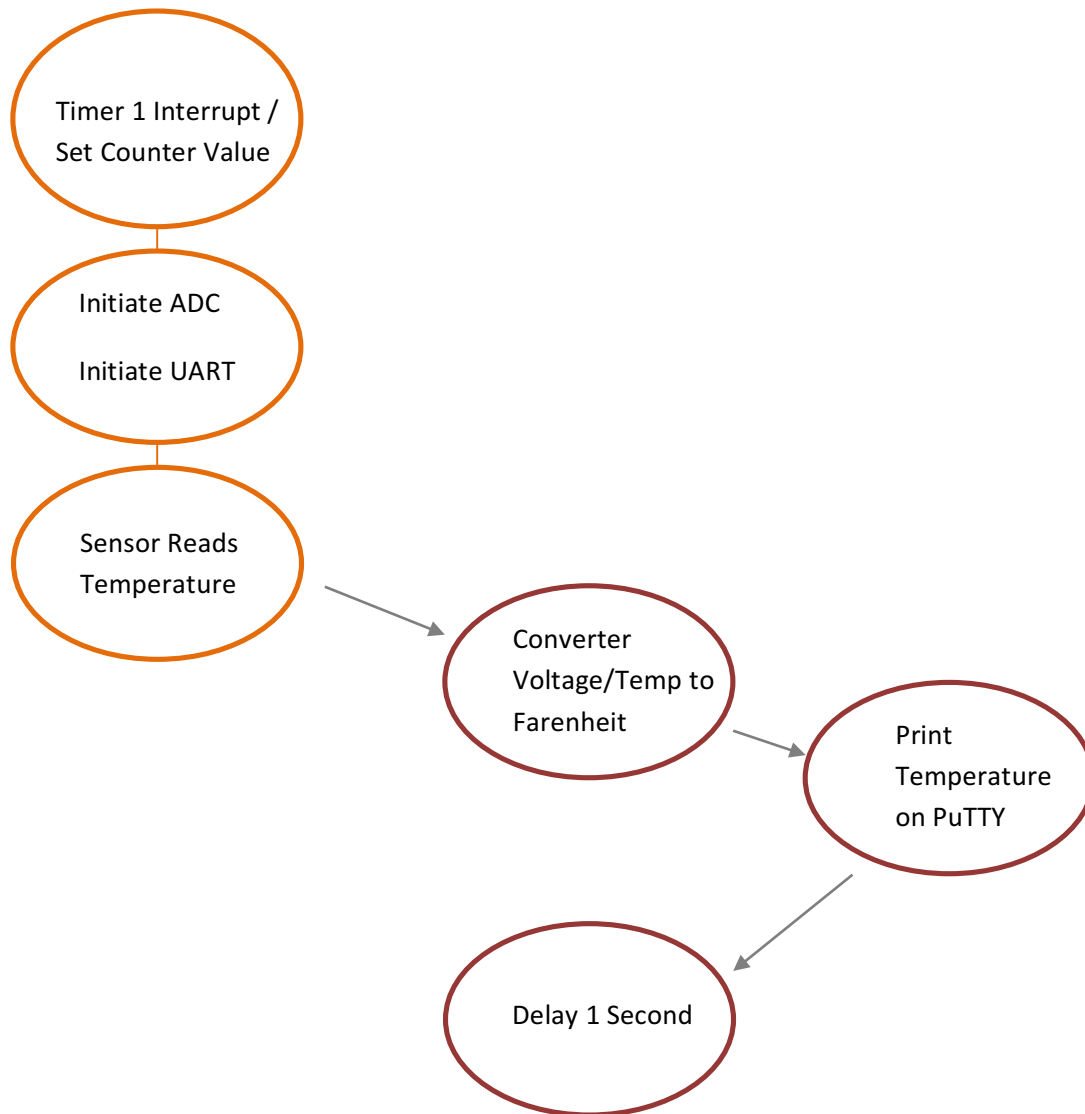 Timer 1 Interrupt /
Set Counter Value
Initiate ADC
Initiate UART
Sensor Reads
Temperature
Converter
Voltage/Temp to
Farenheit
Print
Temperature
on PuTTY
Delay 1 Second